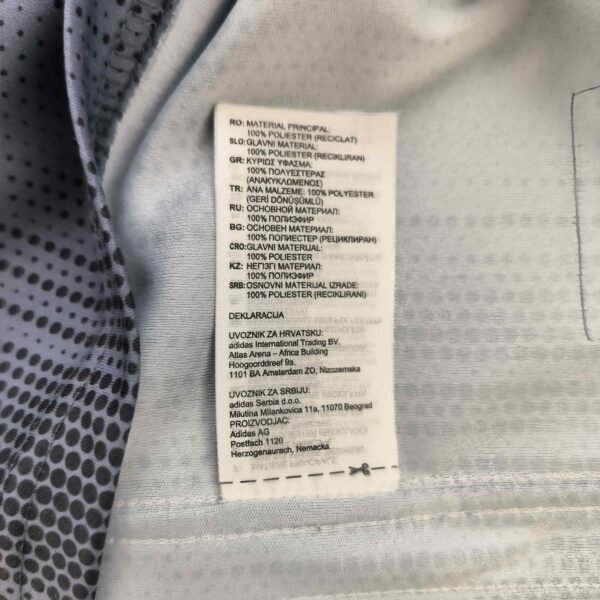 RO: MATERIAL PRINCIPAL:
100% POLIESTER (RECICLAT)
SLO: GLAVNI MATERIAL:
100% POLIESTER (RECIKLIRAN)
GR: ΚΥΡΙΩΣ ΥΦΑΣΜΑ:
100% ΠΟΛΥΕΣΤΕΡΑΣ
(ΑΝΑΚΥΚΛΩΜΕΝΟΣ)
TR: ANA MALZEME: 100% POLYESTER
(GERİ DÖNÜŞÜMLÜ)
RU: ОСНОВНОЙ МАТЕРИАЛ:
100% ПОЛИЭФИР
BG: ОСНОВЕН МАТЕРИАЛ:
100% ПОЛИЕСТЕР (РЕЦИКЛИРАН)
CRO: GLAVNI MATERIJAL:
100% POLIESTER
KZ: НЕГІЗГІ МАТЕРИАЛ:
100% ПОЛИЭФИР
SRB: OSNOVNI MATERIJAL IZRADE:
100% POLIESTER (RECIKLIRANI)
DEKLARACIJA
UVOZNIK ZA HRVATSKU:
adidas International Trading BV.
Atlas Arena – Africa Building
Hoogoorddreef 9a.
1101 BA Amsterdam ZO, Nizozemska
UVOZNIK ZA SRBIJU:
adidas Serbia d.o.o.
Milutina Milankovica 11a, 11070 Beograd
PROIZVODJAC:
Adidas AG
Postfach 1120
Herzogenaurach, Nemacka